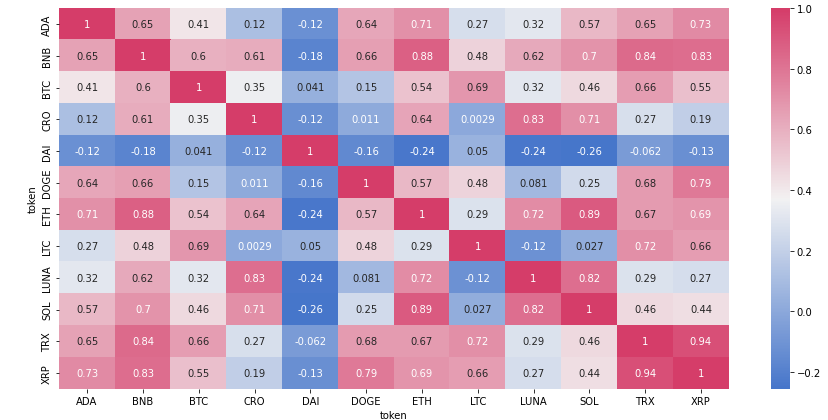 ADA 1 0.65 0.41 0.12 -0.12 0.64 0.71 0.27 0.32 0.57 0.65 0.73
BNB 0.65 1 0.6 0.61 -0.18 0.66 0.88 0.48 0.62 0.7 0.84 0.83
BTC 0.41 0.6 1 0.35 0.041 0.15 0.54 0.69 0.32 0.46 0.66 0.55
CRO 0.12 0.61 0.35 1 -0.12 0.011 0.64 0.0029 0.83 0.71 0.27 0.19
DAI -0.12 -0.18 0.041 -0.12 1 -0.16 -0.24 0.05 -0.24 -0.26 -0.062 -0.13
DOGE 0.64 0.66 0.15 0.011 -0.16 1 0.57 0.48 0.081 0.25 0.68 0.79
ETH 0.71 0.88 0.54 0.64 -0.24 0.57 1 0.29 0.72 0.89 0.67 0.69
LTC 0.27 0.48 0.69 0.0029 0.05 0.48 0.29 1 -0.12 0.027 0.72 0.66
LUNA 0.32 0.62 0.32 0.83 -0.24 0.081 0.72 -0.12 1 0.82 0.29 0.27
SOL 0.57 0.7 0.46 0.71 -0.26 0.25 0.89 0.027 0.82 1 0.46 0.44
TRX 0.65 0.84 0.66 0.27 -0.062 0.68 0.67 0.72 0.29 0.46 1 0.94
XRP 0.73 0.83 0.55 0.19 -0.13 0.79 0.69 0.66 0.27 0.44 0.94 1
token
ADA BNB BTC CRO DAI DOGE ETH LTC LUNA SOL TRX XRP
token
1.0
0.8
0.6
0.4
0.2
0.0
−0.2